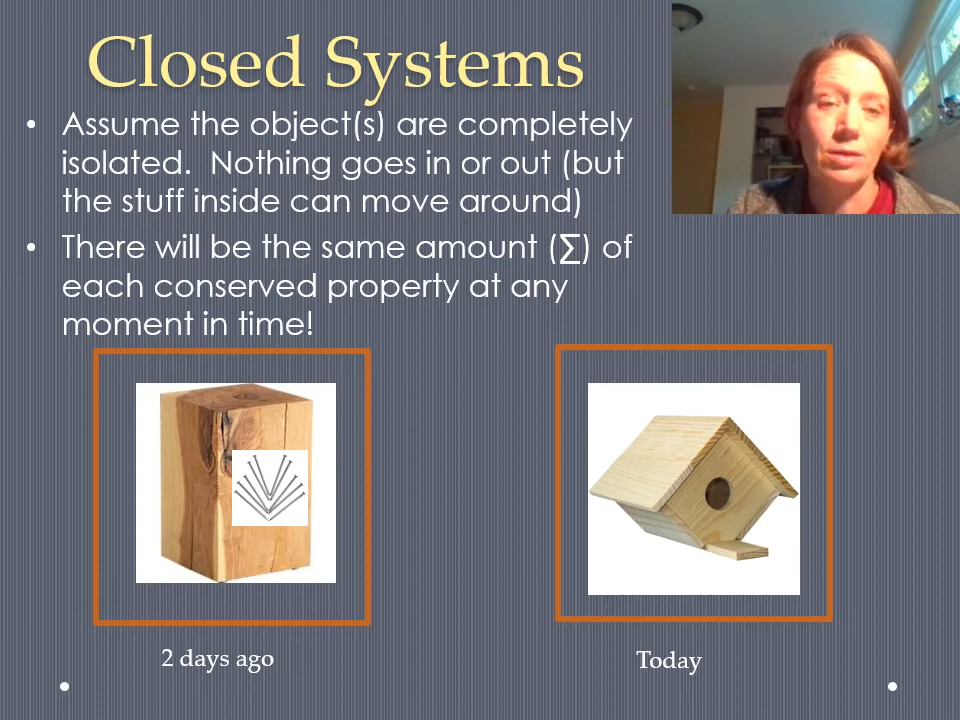 Closed Systems
• Assume the object(s) are completely
isolated.  Nothing goes in or out (but
the stuff inside can move around)
• There will be the same amount (∑) of
each conserved property at any
moment in time!
2 days ago
Today